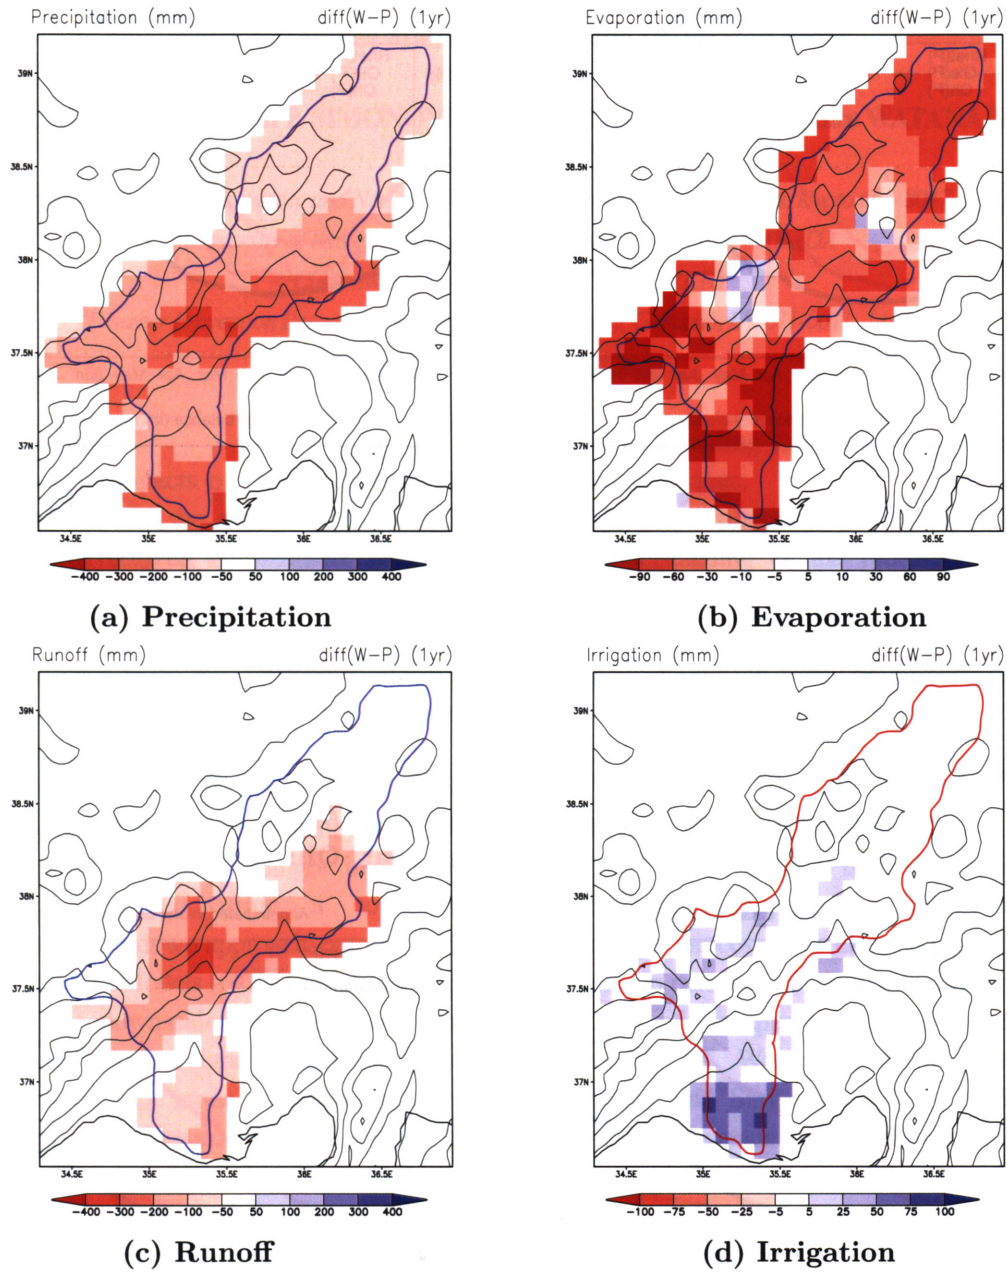 Precipitation (mm) diff(W-P) (1yr)
39N
38.5N
38N
37.5N
37N
34.5E 35E 35.5E 36E 36.5E
-400 -300 -200 -100 -50 50 100 200 300 400
(a) Precipitation
Evaporation (mm) diff(W-P) (1yr)
39N
38.5N
38N
37.5N
37N
34.5E 35E 35.5E 36E 36.5E
-90 -60 -30 -10 -5 5 10 30 60 90
(b) Evaporation
Runoff (mm) diff(W-P) (1yr)
39N
38.5N
38N
37.5N
37N
34.5E 35E 35.5E 36E 36.5E
-400 -300 -200 -100 -50 50 100 200 300 400
(c) Runoff
Irrigation (mm) diff(W-P) (1yr)
39N
38.5N
38N
37.5N
37N
34.5E 35E 35.5E 36E 36.5E
-100 -75 -50 -25 -5 5 25 50 75 100
(d) Irrigation